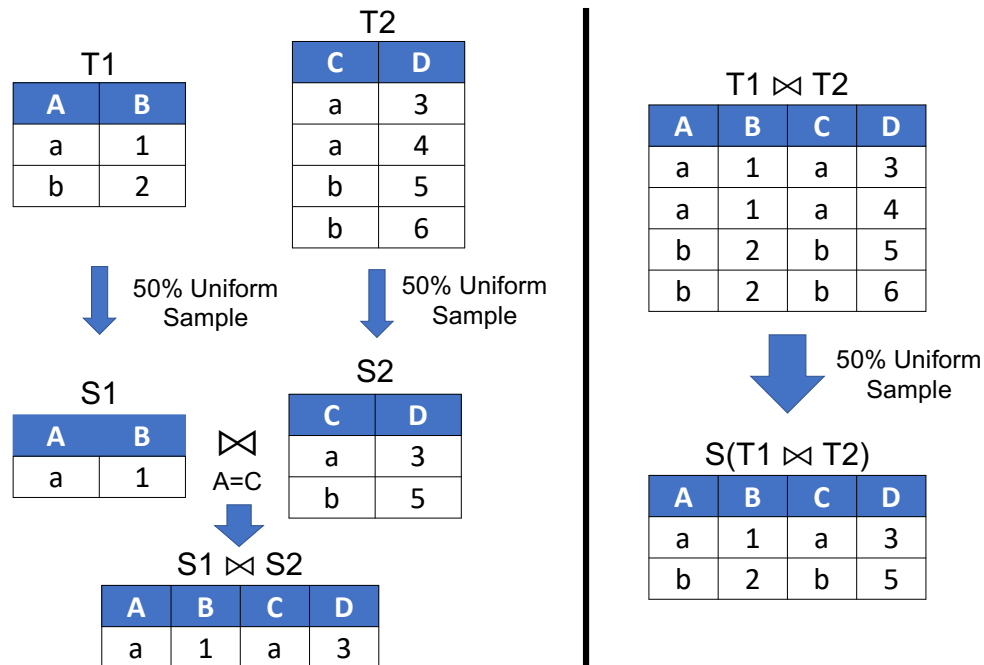 T1
A B
a 1
b 2
T2
C D
a 3
a 4
b 5
b 6
50% Uniform
Sample
50% Uniform
Sample
S1
A B
a 1
⋈
A=C
S2
C D
a 3
b 5
S1 ⋈ S2
A B C D
a 1 a 3
T1 ⋈ T2
A B C D
a 1 a 3
a 1 a 4
b 2 b 5
b 2 b 6
50% Uniform
Sample
S(T1 ⋈ T2)
A B C D
a 1 a 3
b 2 b 5